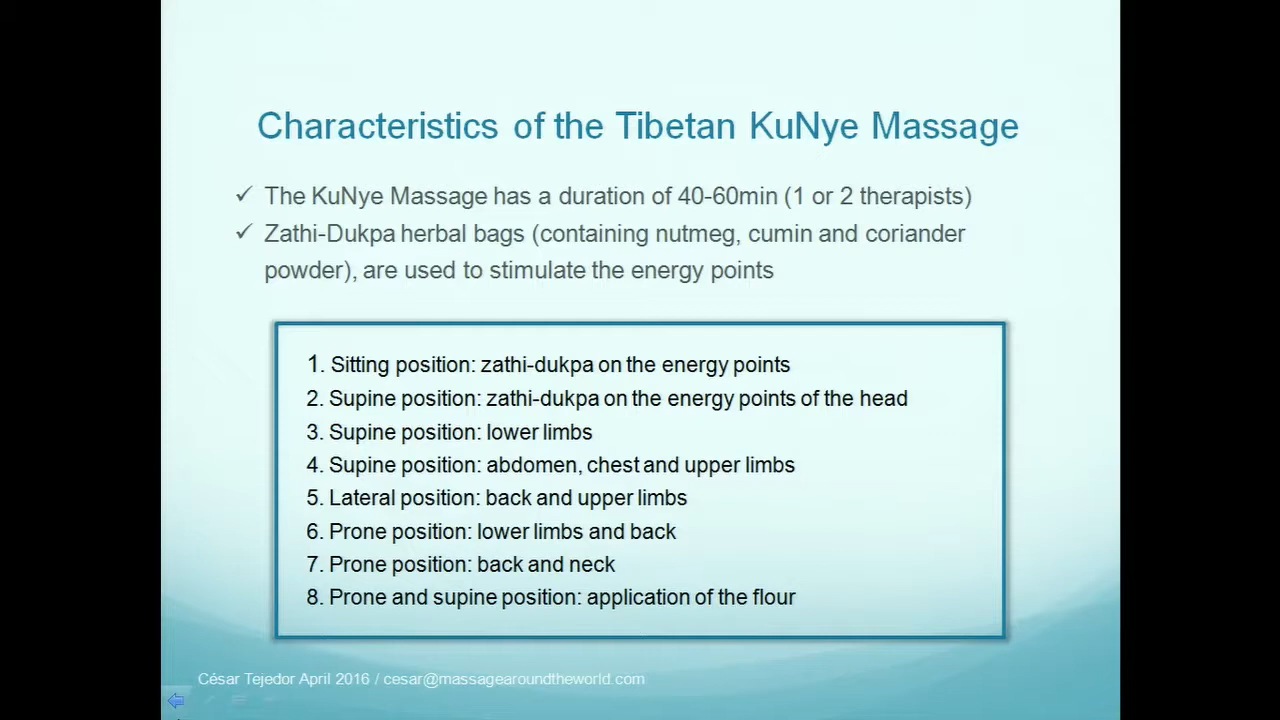 Characteristics of the Tibetan KuNye Massage
✓ The KuNye Massage has a duration of 40-60min (1 or 2 therapists)
✓ Zathi-Dukpa herbal bags (containing nutmeg, cumin and coriander
powder), are used to stimulate the energy points
1. Sitting position: zathi-dukpa on the energy points
2. Supine position: zathi-dukpa on the energy points of the head
3. Supine position: lower limbs
4. Supine position: abdomen, chest and upper limbs
5. Lateral position: back and upper limbs
6. Prone position: lower limbs and back
7. Prone position: back and neck
8. Prone and supine position: application of the flour
César Tejedor April 2016 / cesar@massagearoundtheworld.com